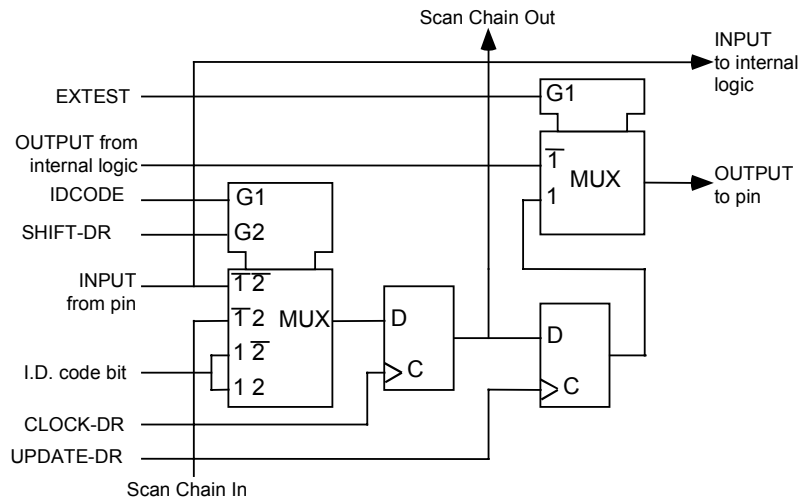 Scan Chain Out
INPUT
to internal
logic
EXTEST
G1
OUTPUT from
internal logic
1
MUX
OUTPUT
to pin
1
IDCODE
G1
SHIFT-DR
G2
INPUT
from pin
1̅ 2̅
1̅ 2
MUX
D
C
D
C
1 2̅
I.D. code bit
1 2
CLOCK-DR
UPDATE-DR
Scan Chain In